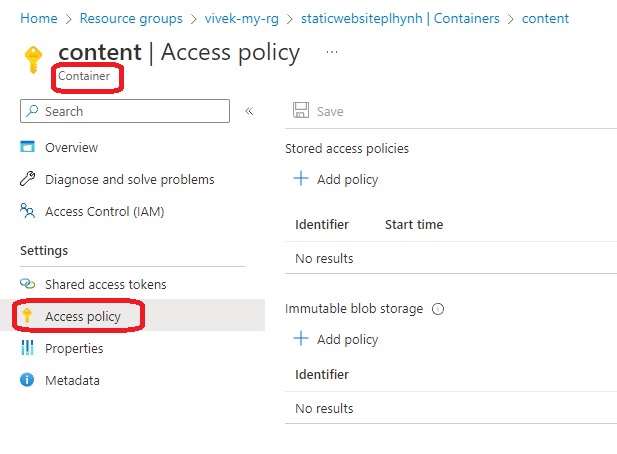 Home > Resource groups > vivek-my-rg > staticwebsiteplhynh | Containers > content
content | Access policy ...
Container
Search «
Overview
Diagnose and solve problems
Access Control (IAM)
Settings
Shared access tokens
Access policy
Properties
Metadata
Save
Stored access policies
+ Add policy
Identifier Start time
No results
Immutable blob storage
+ Add policy
Identifier
No results